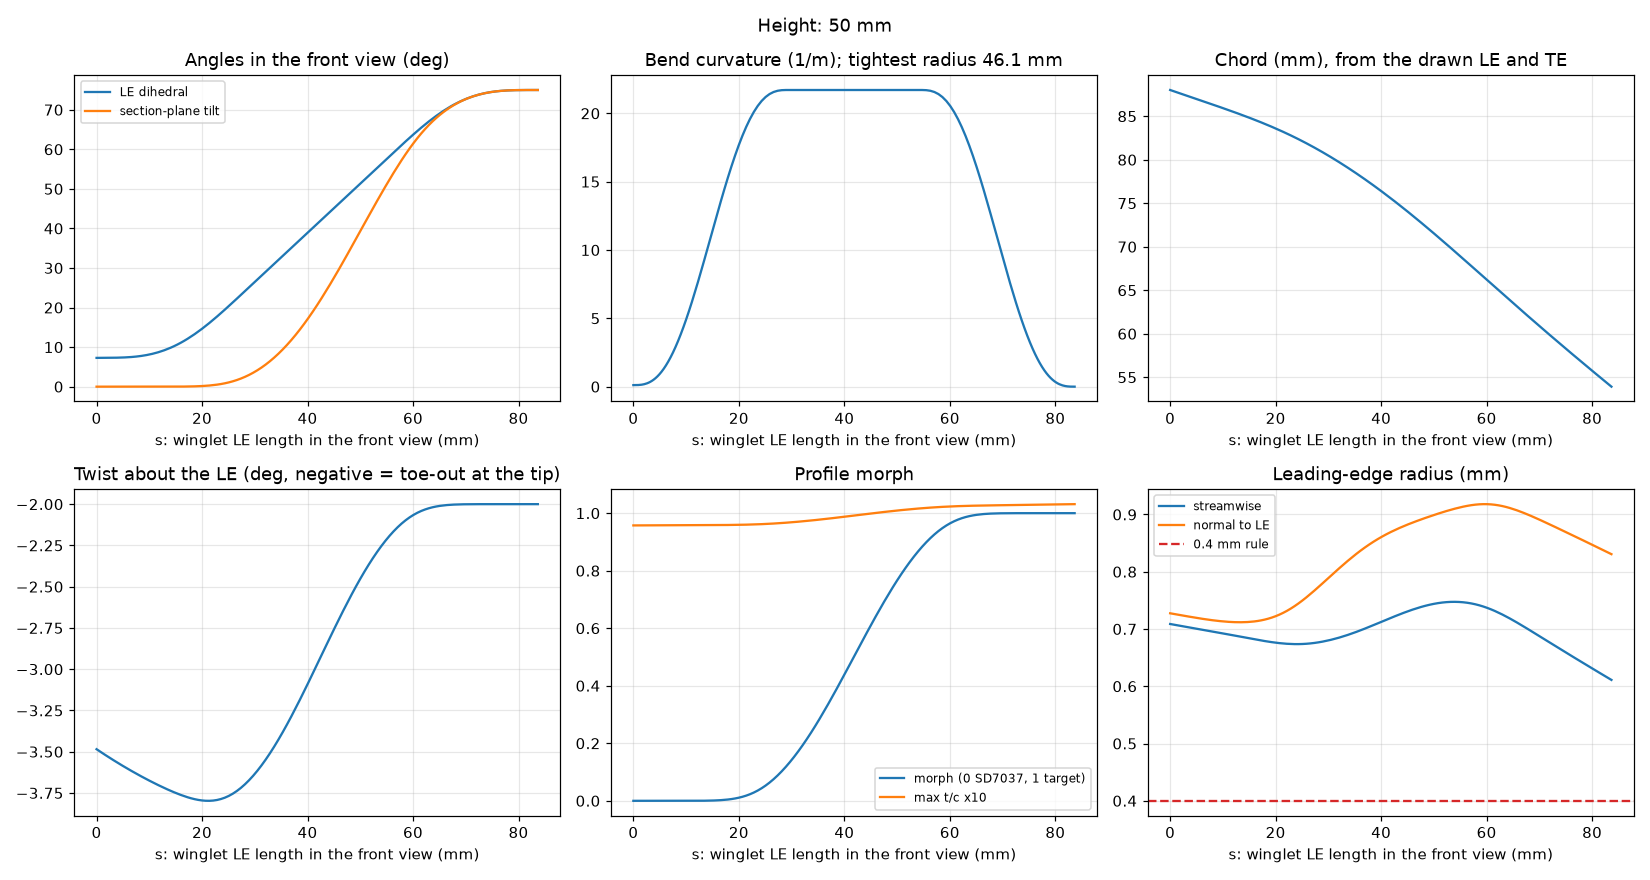 Height: 50 mm
Angles in the front view (deg)
LE dihedral
section-plane tilt
70
60
50
40
30
20
10
0
0 20 40 60 80
s: winglet LE length in the front view (mm)
Bend curvature (1/m); tightest radius 46.1 mm
20
15
10
5
0
0 20 40 60 80
s: winglet LE length in the front view (mm)
Chord (mm), from the drawn LE and TE
85
80
75
70
65
60
55
0 20 40 60 80
s: winglet LE length in the front view (mm)
Twist about the LE (deg, negative = toe-out at the tip)
−2.00
−2.25
−2.50
−2.75
−3.00
−3.25
−3.50
−3.75
0 20 40 60 80
s: winglet LE length in the front view (mm)
Profile morph
1.0
0.8
0.6
0.4
0.2
0.0
morph (0 SD7037, 1 target)
max t/c x10
0 20 40 60 80
s: winglet LE length in the front view (mm)
Leading-edge radius (mm)
streamwise
normal to LE
0.4 mm rule
0.9
0.8
0.7
0.6
0.5
0.4
0 20 40 60 80
s: winglet LE length in the front view (mm)